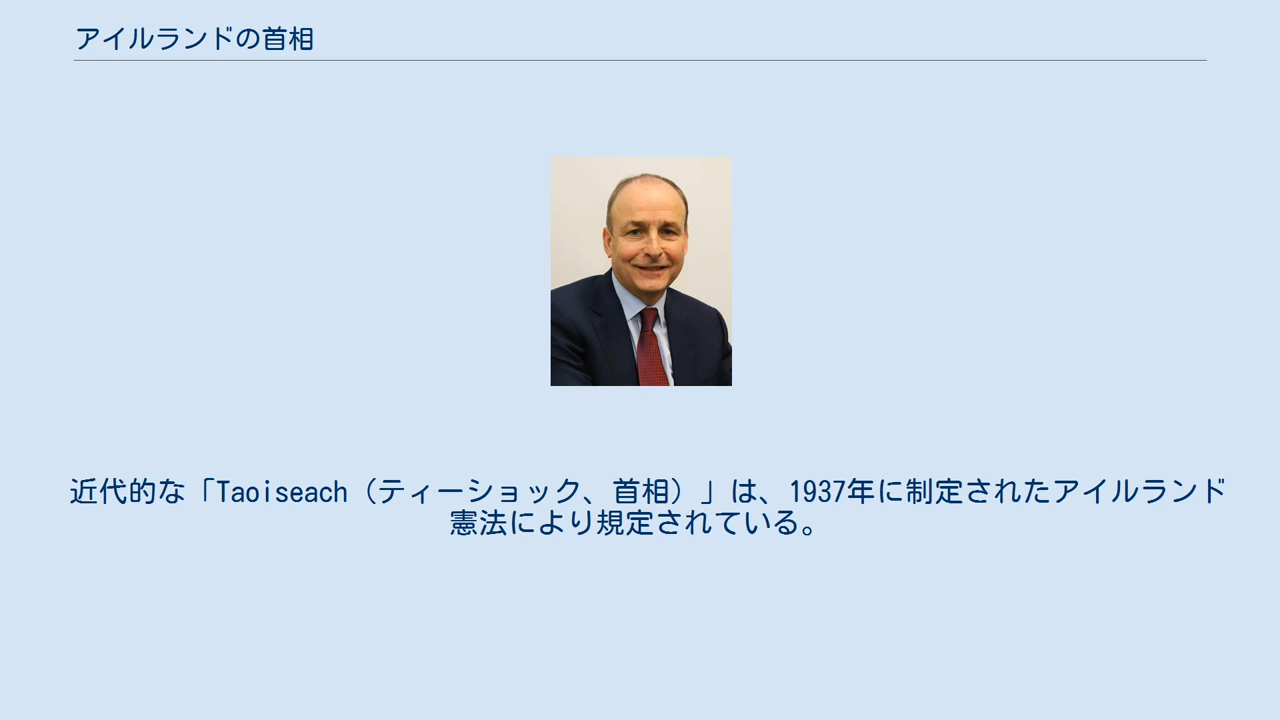 アイルランドの首相
近代的な「Taoiseach（ティーショック、首相）」は、1937年に制定されたアイルランド
憲法により規定されている。